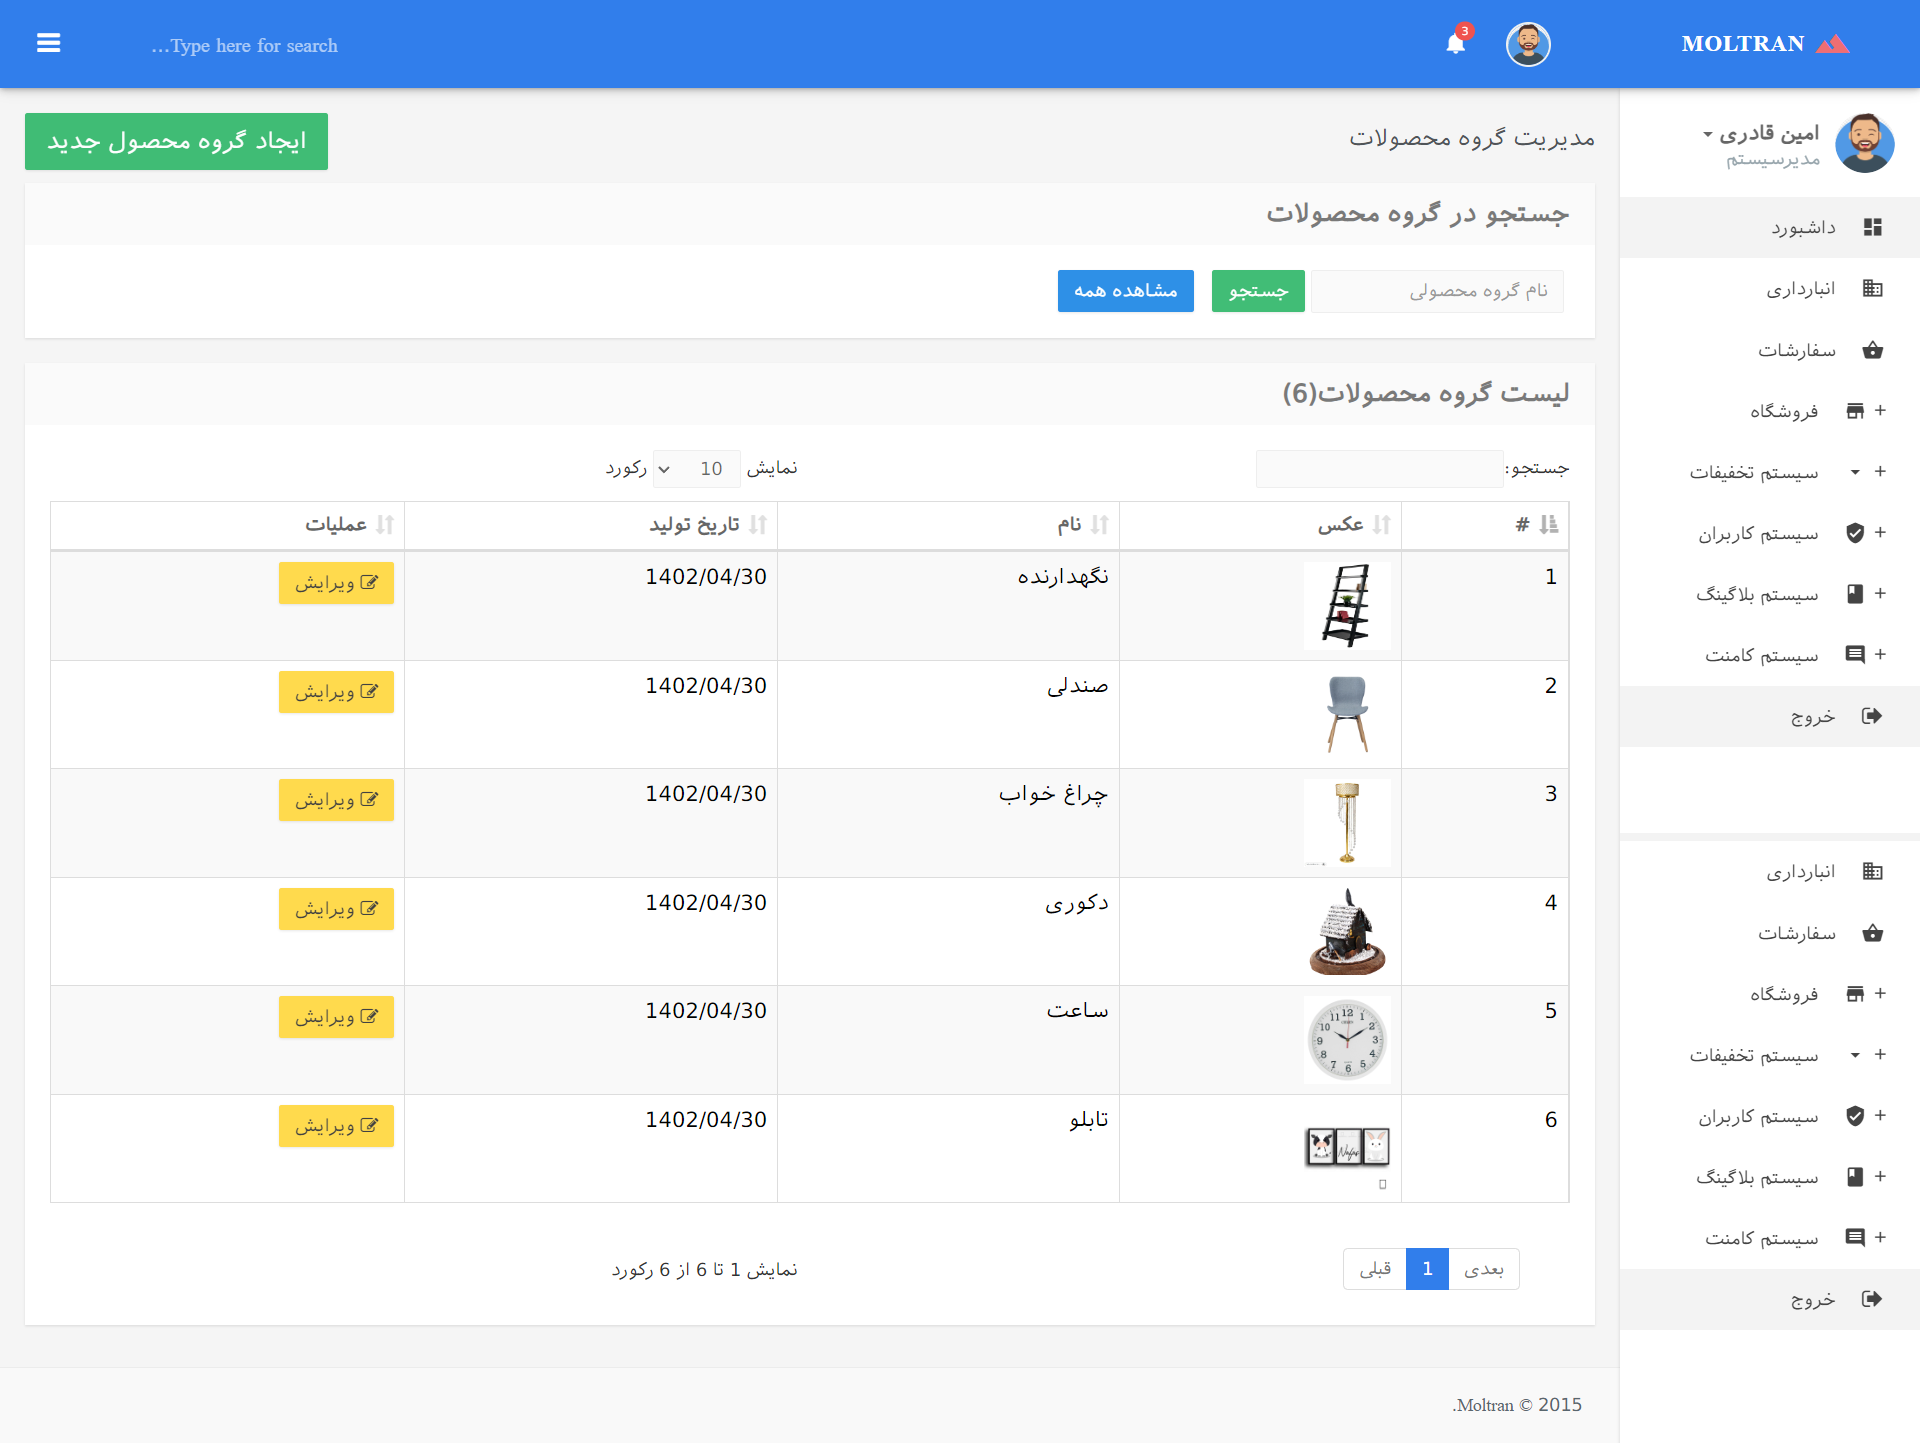 MOLTRAN
3
Type here for search...
امین قادری
مدیرسیستم
داشبورد
انبارداری
سفارشات
فروشگاه +
سیستم تخفیفات +
سیستم کاربران +
سیستم بلاگینگ +
سیستم کامنت +
خروج
انبارداری
سفارشات
فروشگاه +
سیستم تخفیفات +
سیستم کاربران +
سیستم بلاگینگ +
سیستم کامنت +
خروج
مدیریت گروه محصولات
ایجاد گروه محصول جدید
جستجو در گروه محصولات
نام گروه محصولی جستجو مشاهده همه
لیست گروه محصولات(6)
جستجو:
نمایش 10 رکورد
# عکس نام تاریخ تولید عملیات
1 نگهدارنده 1402/04/30 ویرایش
2 صندلی 1402/04/30 ویرایش
3 چراغ خواب 1402/04/30 ویرایش
4 دکوری 1402/04/30 ویرایش
5 ساعت 1402/04/30 ویرایش
6 تابلو 1402/04/30 ویرایش
بعدی 1 قبلی
نمایش 1 تا 6 از 6 رکورد
2015 © Moltran.